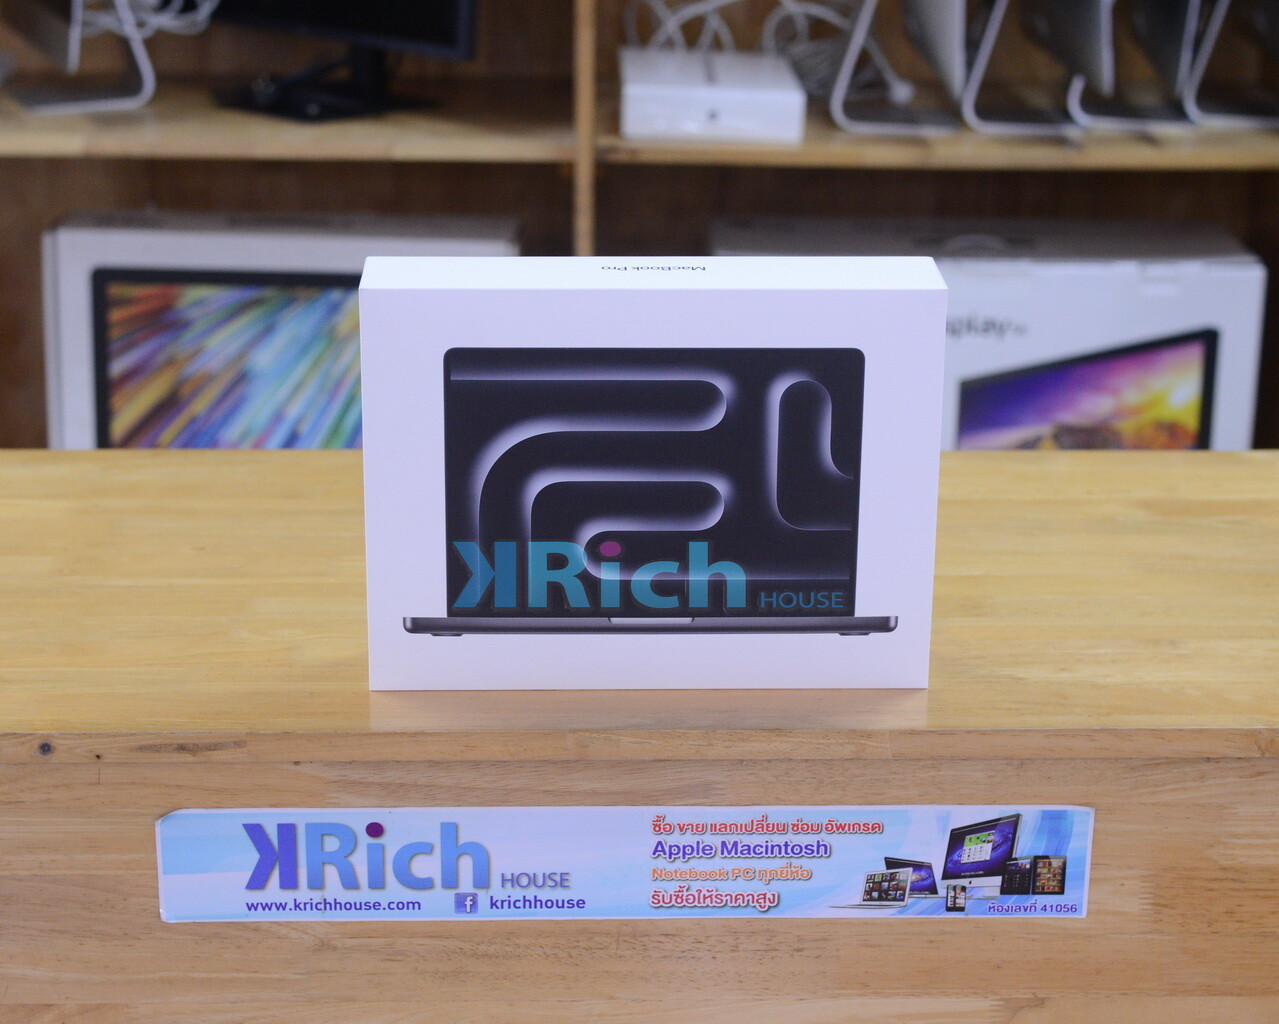 MacBook Pro
KRich HOUSE
KRich HOUSE
www.krichhouse.com
f krichhouse
ซื้อ ขาย แลกเปลี่ยน ซ่อม อัพเกรด
Apple Macintosh
Notebook PC ทุกยี่ห้อ
รับซื้อให้ราคาสูง
ห้องเลขที่ 41056